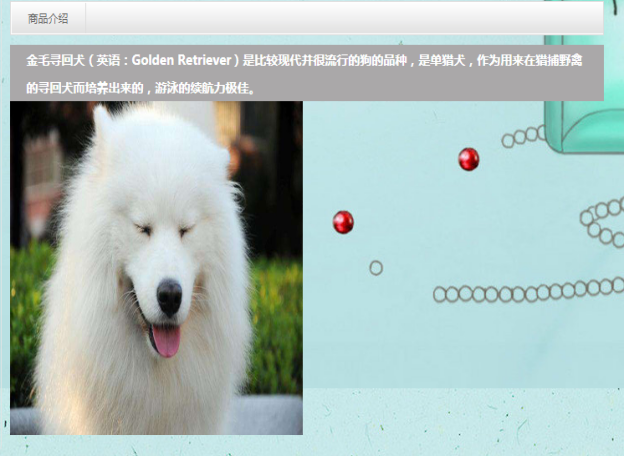 商品介绍
金毛寻回犬（英语：Golden Retriever）是比较现代并很流行的狗的品种，是单猎犬，作为用来在猎捕野禽
的寻回犬而培养出来的，游泳的续航力极佳。